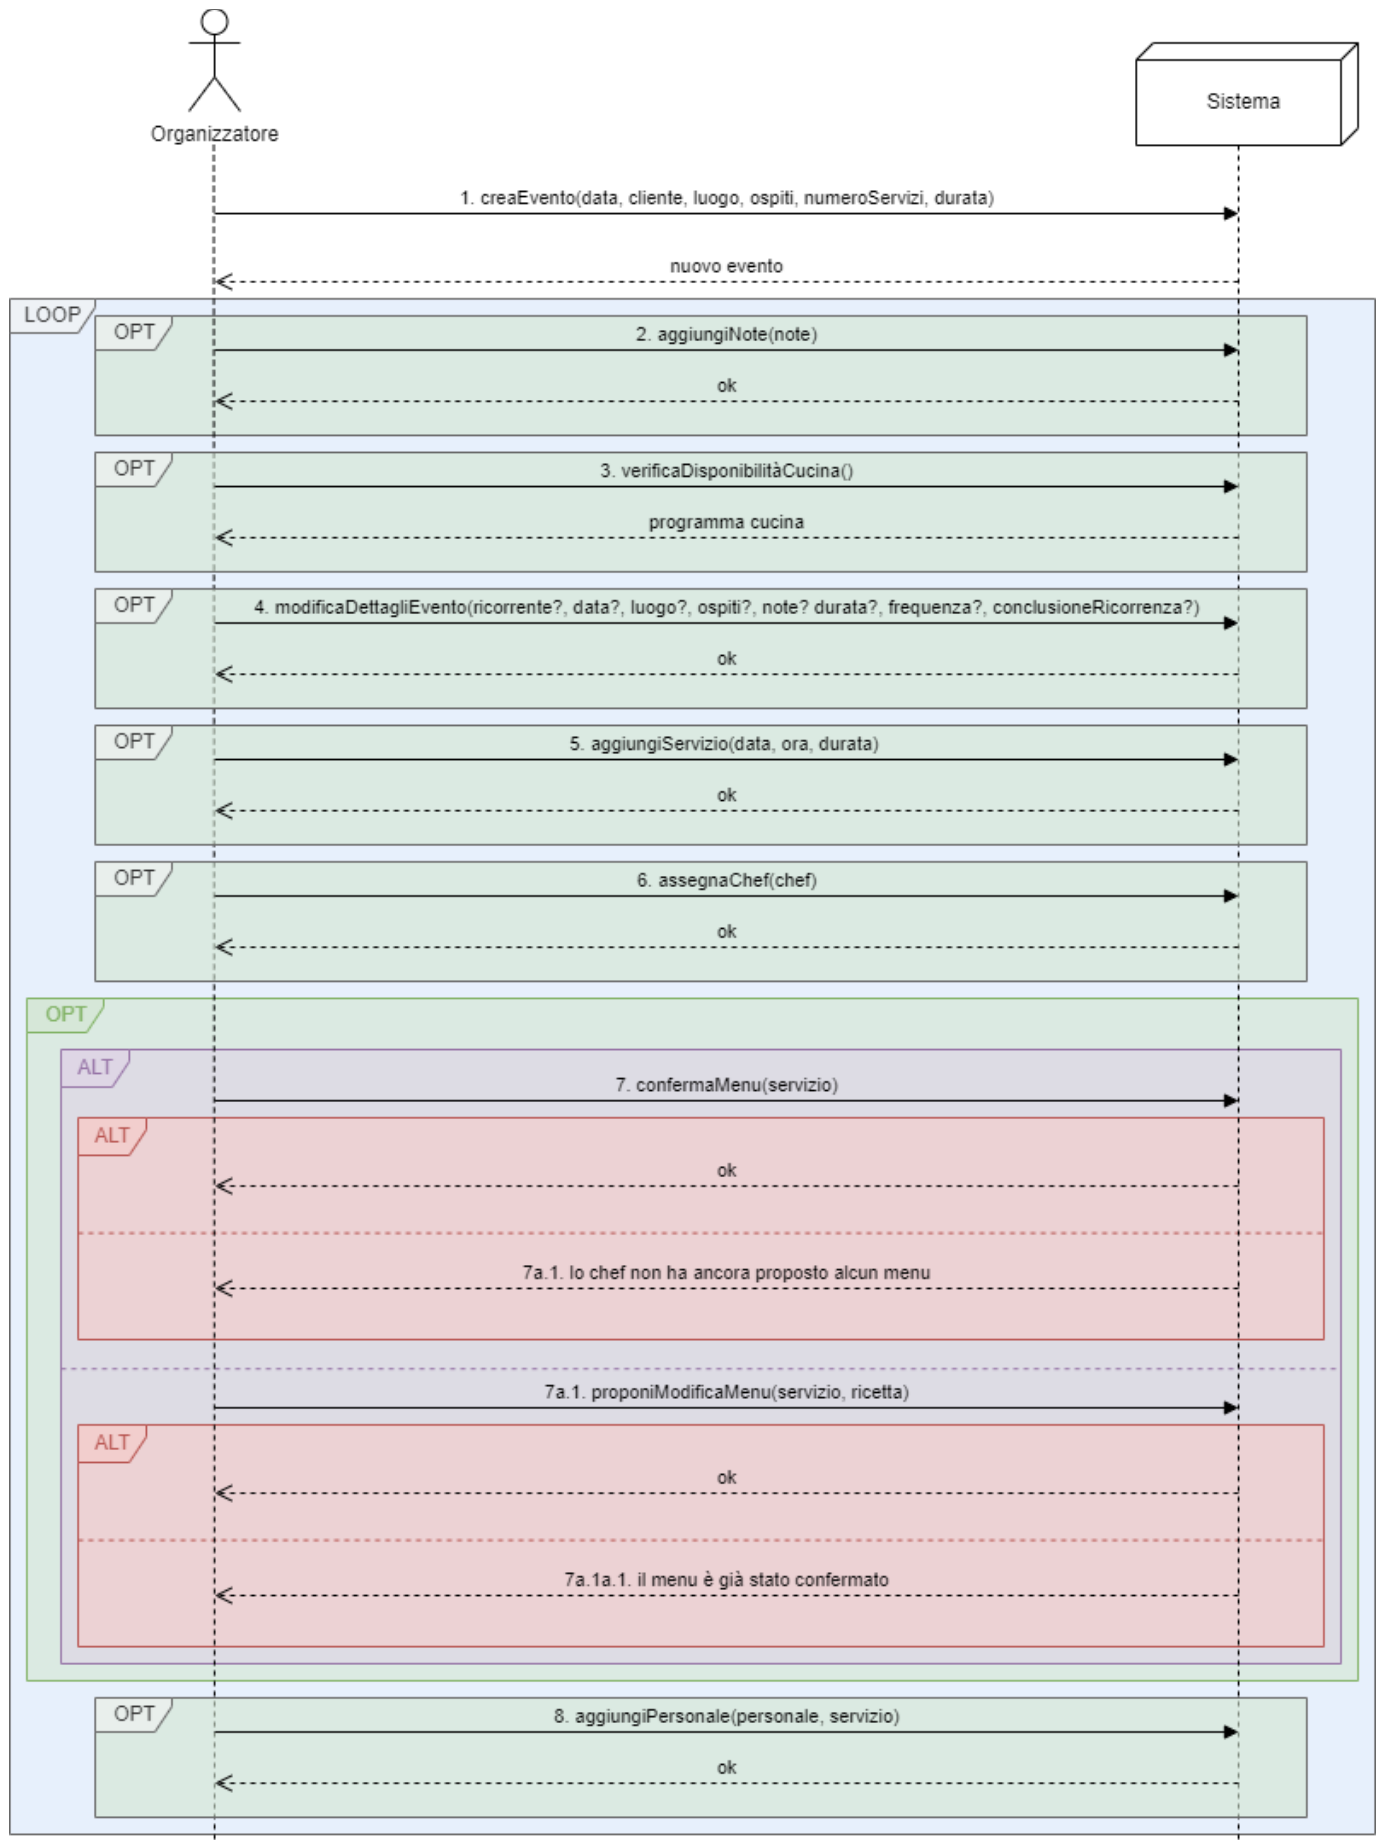 Organizzatore
Sistema
1. creaEvento(data, cliente, luogo, ospiti, numeroServizi, durata)
nuovo evento
LOOP
OPT
2. aggiungiNote(note)
ok
OPT
3. verificaDisponibilitàCucina()
programma cucina
OPT
4. modificaDettagliEvento(ricorrente?, data?, luogo?, ospiti?, note? durata?, frequenza?, conclusioneRicorrenza?)
ok
OPT
5. aggiungiServizio(data, ora, durata)
ok
OPT
6. assegnaChef(chef)
ok
OPT
ALT
7. confermaMenu(servizio)
ALT
ok
7a.1. lo chef non ha ancora proposto alcun menu
7a.1. proponiModificaMenu(servizio, ricetta)
ALT
ok
7a.1a.1. il menu è già stato confermato
OPT
8. aggiungiPersonale(personale, servizio)
ok